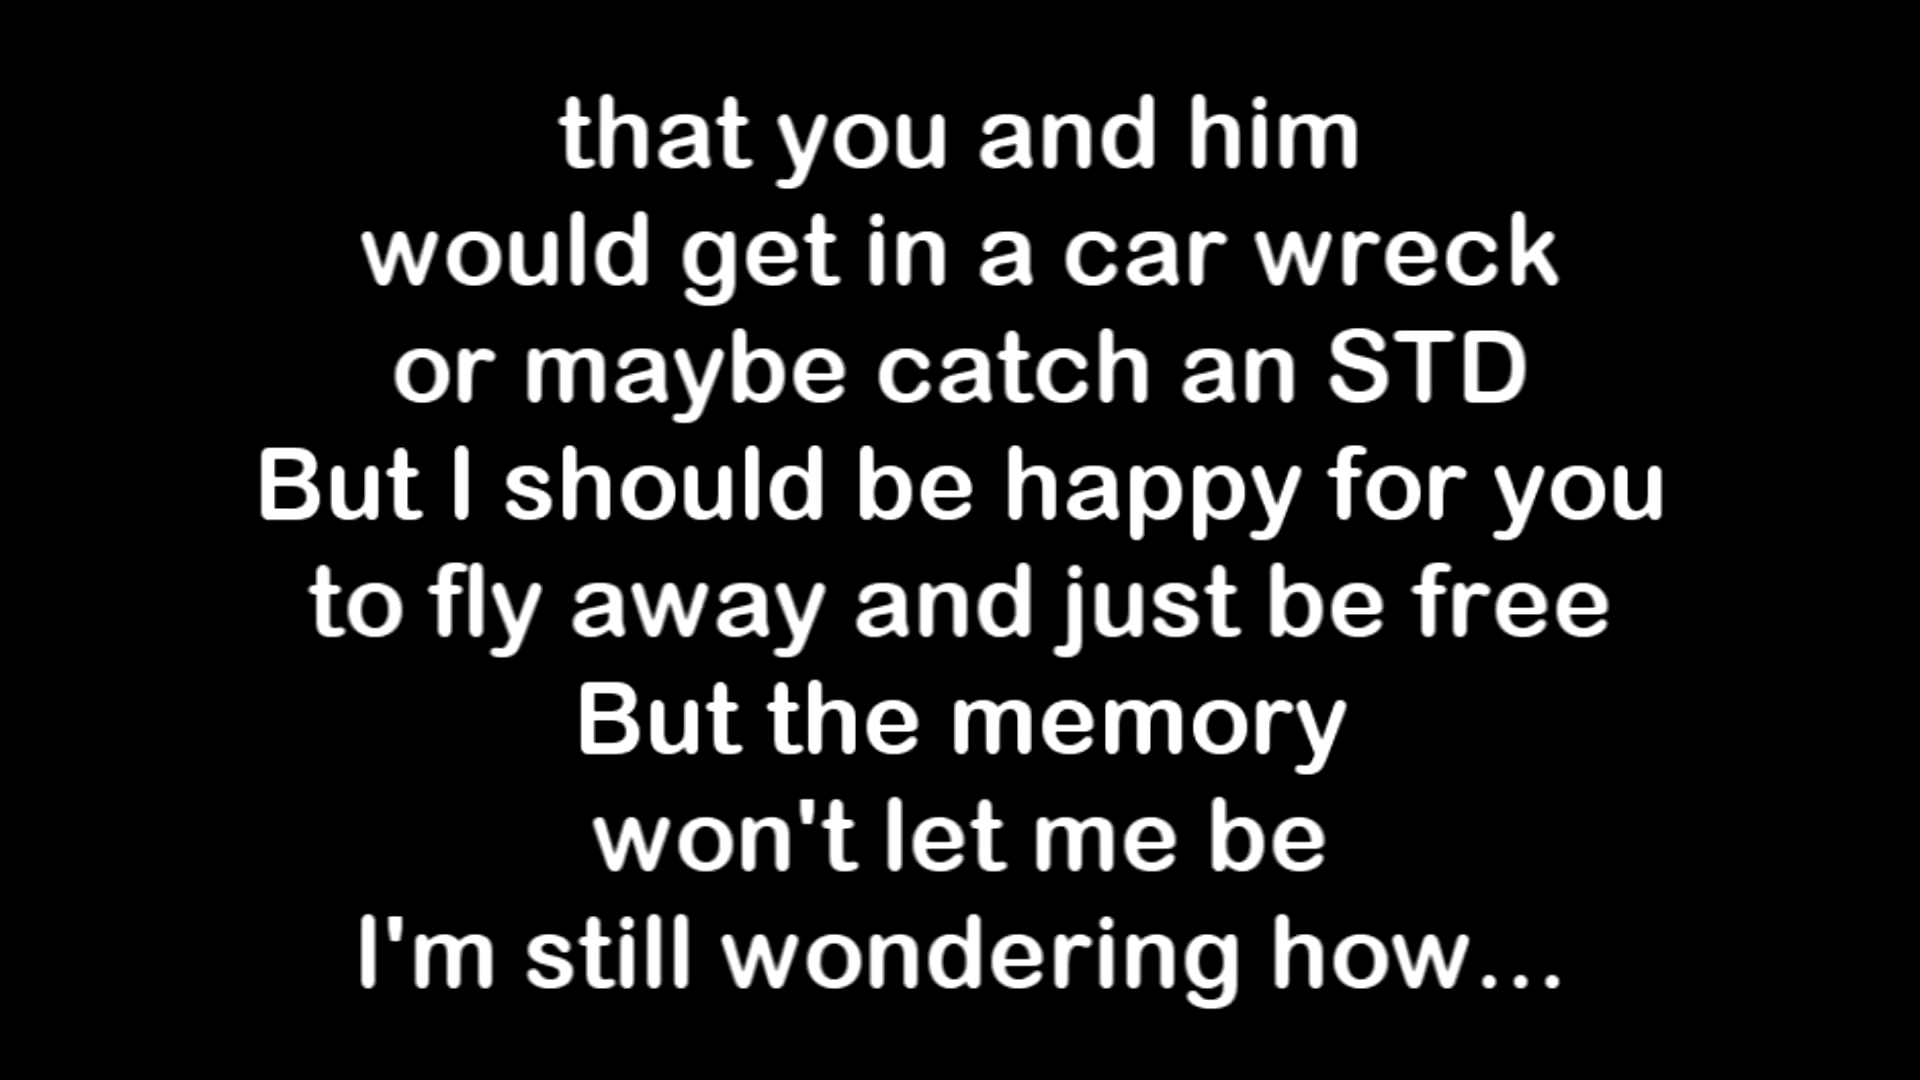 that you and him
would get in a car wreck
or maybe catch an STD
But I should be happy for you
to fly away and just be free
But the memory
won't let me be
I'm still wondering how...